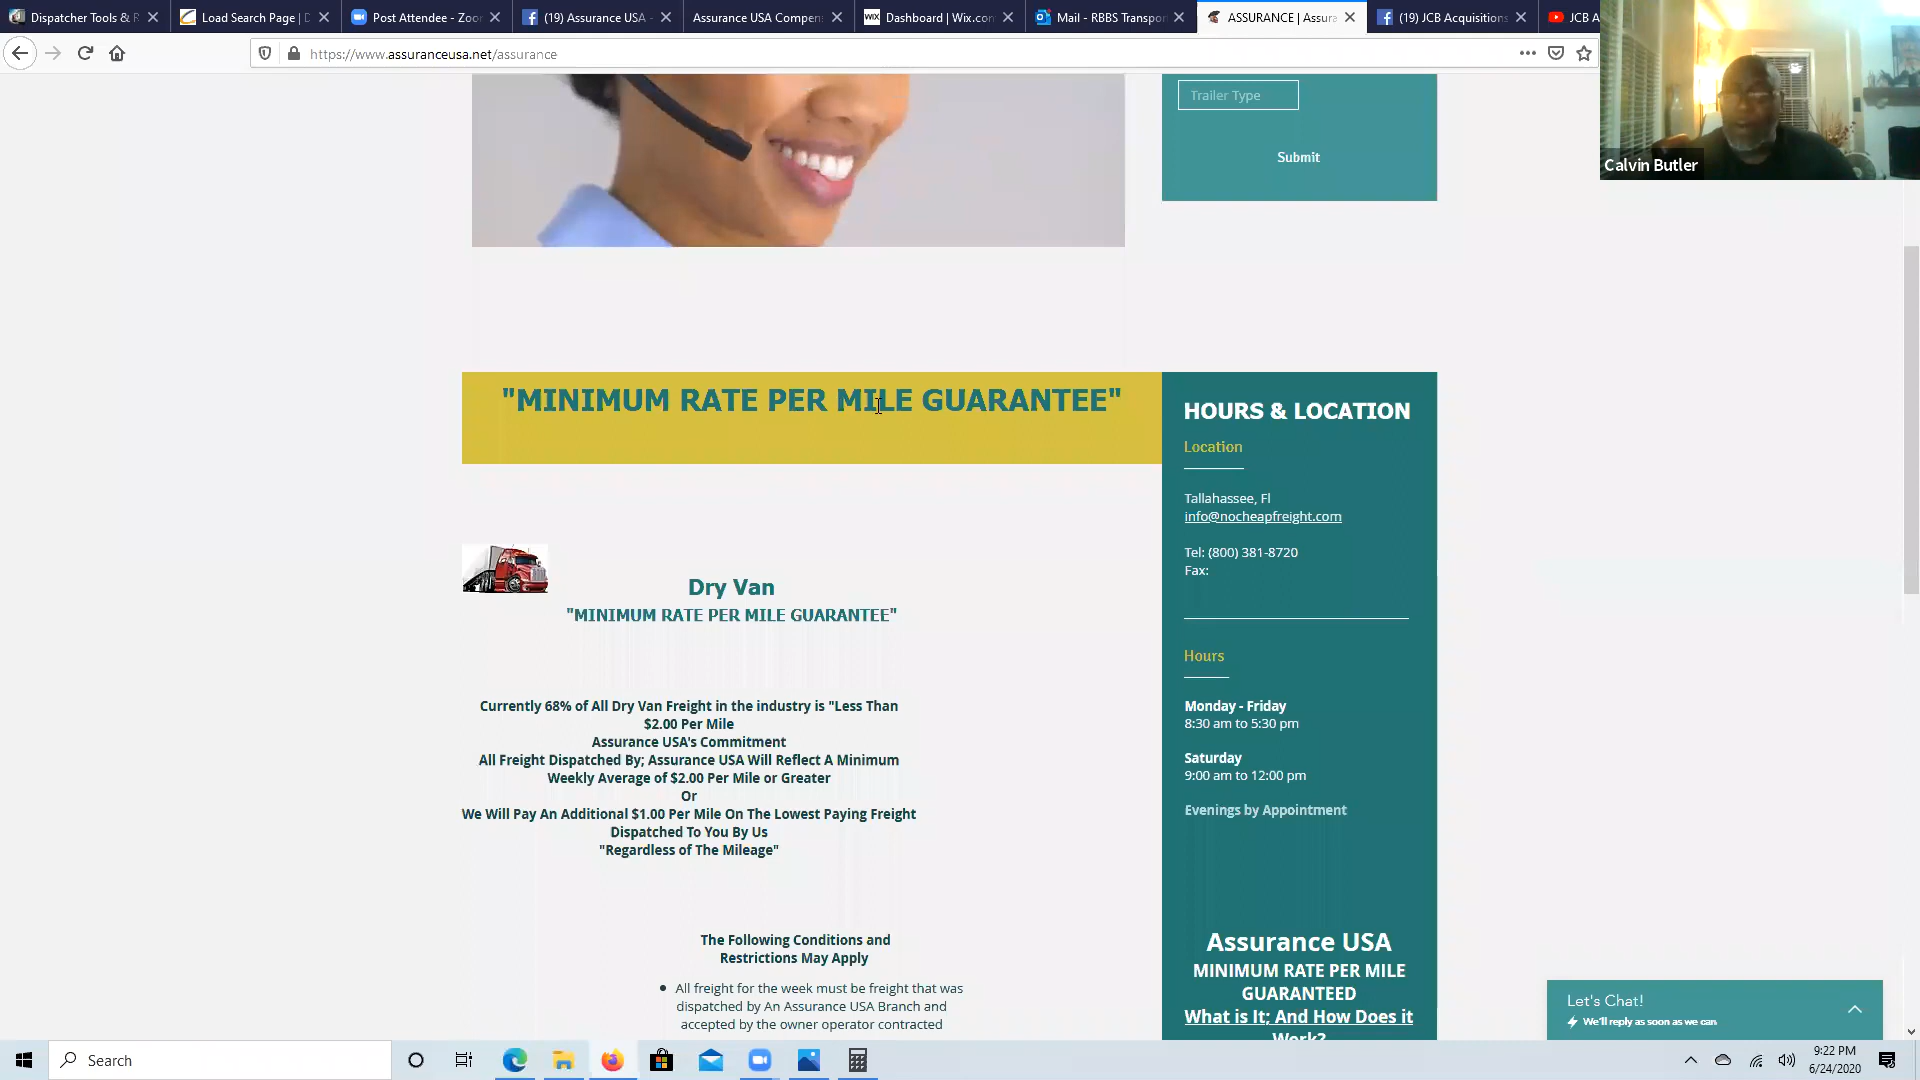 Dispatcher Tools & R
Load Search Page | D
Post Attendee - Zoor
(19) Assurance USA -
Assurance USA Compen
WIX
Dashboard | Wix.con
Mail - RBBS Transpor
ASSURANCE | Assura
(19) JCB Acquisitions
JCB A
https://www.assuranceusa.net/assurance
Trailer Type
Submit
Calvin Butler
"MINIMUM RATE PER MILE GUARANTEE"
HOURS & LOCATION
Location
Tallahassee, Fl
info@nocheapfreight.com
Tel: (800) 381-8720
Fax:
Dry Van
"MINIMUM RATE PER MILE GUARANTEE"
Hours
Monday - Friday
8:30 am to 5:30 pm
Saturday
9:00 am to 12:00 pm
Evenings by Appointment
Currently 68% of All Dry Van Freight in the industry is "Less Than
$2.00 Per Mile
Assurance USA's Commitment
All Freight Dispatched By; Assurance USA Will Reflect A Minimum
Weekly Average of $2.00 Per Mile or Greater
Or
We Will Pay An Additional $1.00 Per Mile On The Lowest Paying Freight
Dispatched To You By Us
"Regardless of The Mileage"
The Following Conditions and
Restrictions May Apply
All freight for the week must be freight that was
dispatched by An Assurance USA Branch and
accepted by the owner operator contracted
Assurance USA
MINIMUM RATE PER MILE
GUARANTEED
What is It; And How Does it
Work?
Let's Chat!
We'll reply as soon as we can
Search
9:22 PM
6/24/2020